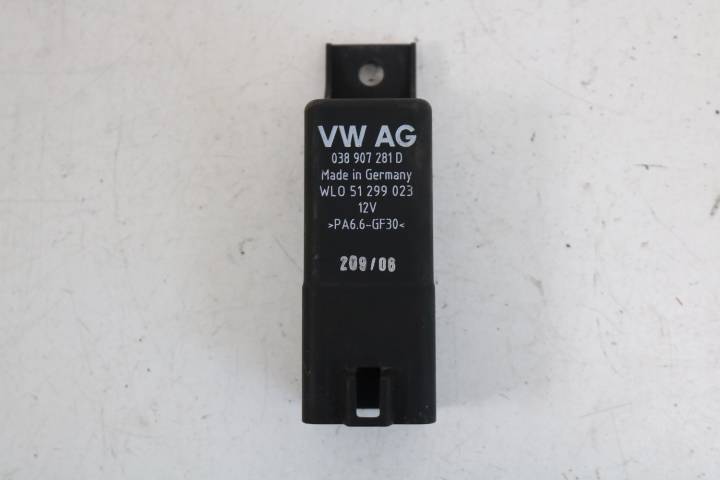 VW AG
038 907 281 D
Made in Germany
WLO 51 299 023
12V
>PA6.6-GF30<
209/06